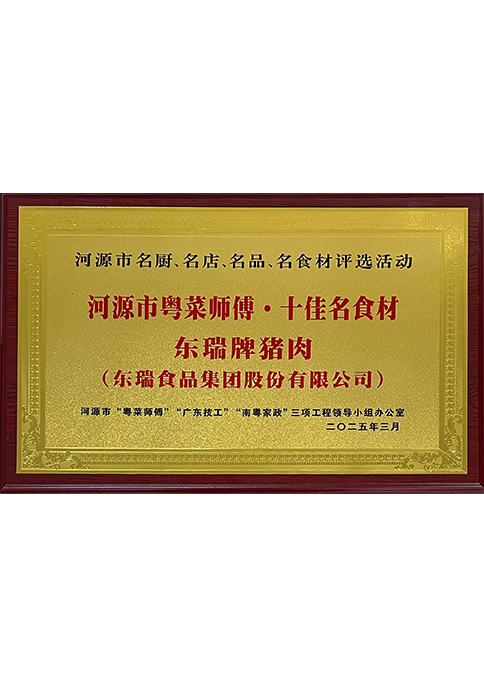 河源市名厨、名店、名品、名食材评选活动
河源市粤菜师傅·十佳名食材
东瑞牌猪肉
（东瑞食品集团股份有限公司）
河源市“粤菜师傅”“广东技工”“南粤家政”三项工程领导小组办公室
二〇二五年三月